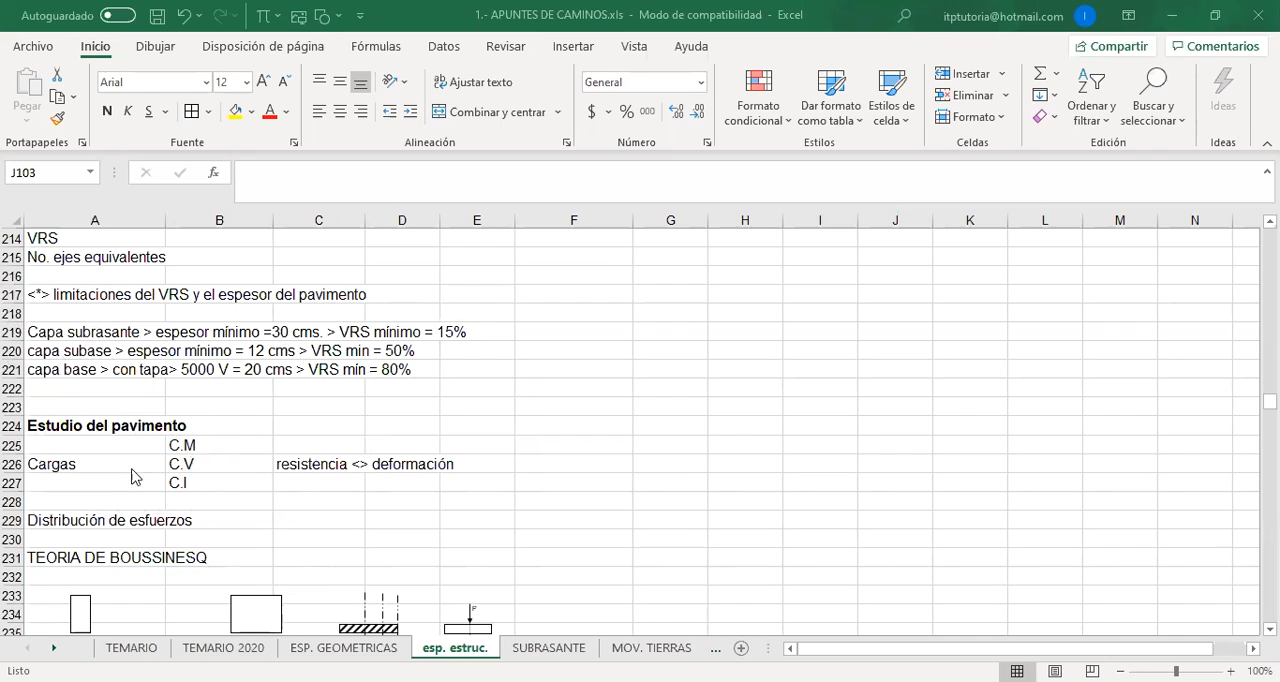 Autoguardado
1.- APUNTES DE CAMINOS.xls - Modo de compatibilidad - Excel
itptutoria@hotmail.com
I
Archivo Inicio Dibujar Disposición de página Fórmulas Datos Revisar Insertar Vista Ayuda
Compartir Comentarios
Pegar
Arial 12
N K S
Ajustar texto
Combinar y centrar
General
$ % 000
Formato condicional
Dar formato como tabla
Estilos de celda
Insertar
Eliminar
Formato
Ordenar y filtrar
Buscar y seleccionar
Ideas
Portapapeles Fuente Alineación Número Estilos Celdas Edición Ideas
J103 fx
A B C D E F G H I J K L M N
214 VRS
215 No. ejes equivalentes
216
217 <*> limitaciones del VRS y el espesor del pavimento
218
219 Capa subrasante > espesor mínimo =30 cms. > VRS mínimo = 15%
220 capa subase > espesor mínimo = 12 cms > VRS min = 50%
221 capa base > con tapa> 5000 V = 20 cms > VRS mín = 80%
222
223
224 Estudio del pavimento
225 C.M
226 Cargas C.V resistencia <> deformación
227 C.I
228
229 Distribución de esfuerzos
230
231 TEORIA DE BOUSSINESQ
232
233
234 P
235
TEMARIO TEMARIO 2020 ESP. GEOMETRICAS esp. estruc. SUBRASANTE MOV. TIERRAS ...
Listo
100%